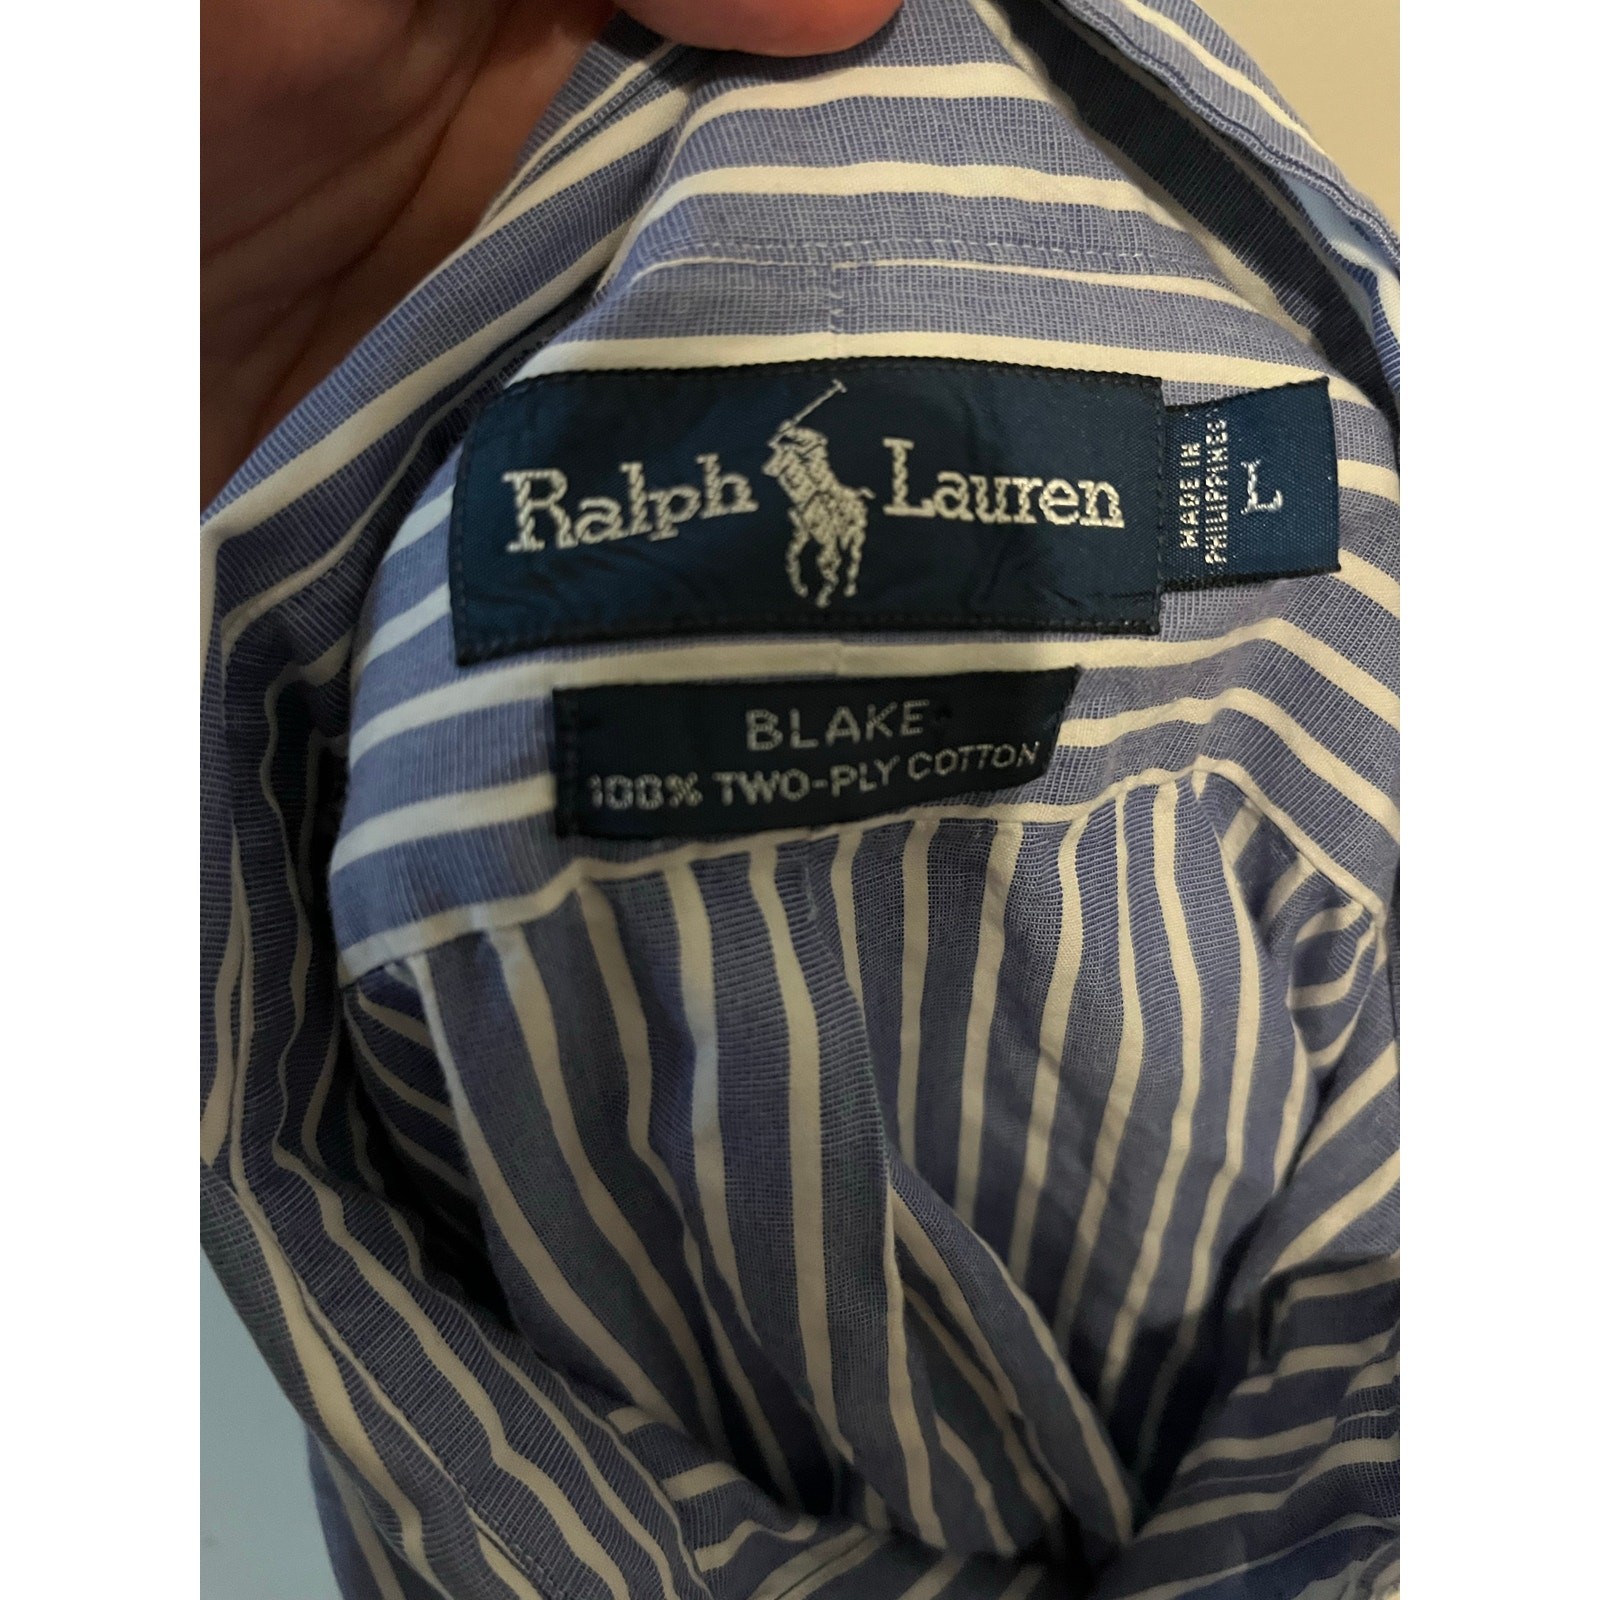 Ralph Lauren
MADE IN
PHILIPPINES
L
BLAKE
100% TWO-PLY COTTON